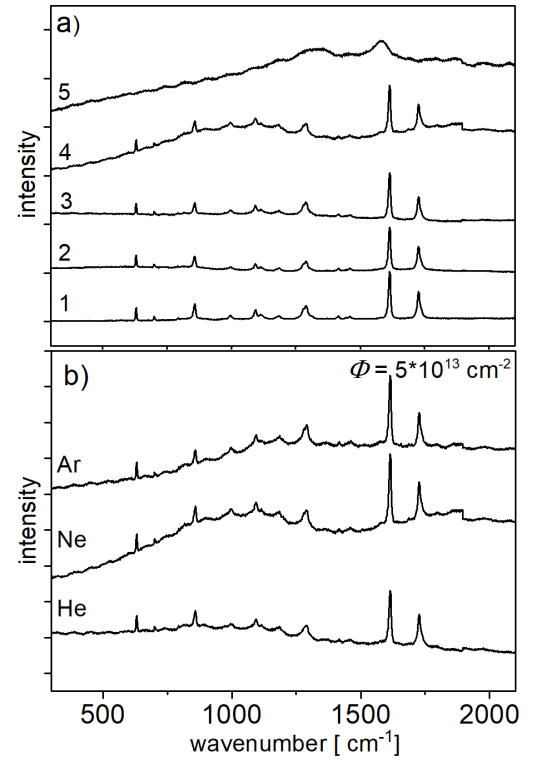 a)
5
4
3
2
1
intensity
b)
Φ = 5*10¹³ cm⁻²
Ar
Ne
He
intensity
500 1000 1500 2000
wavenumber [ cm⁻¹]